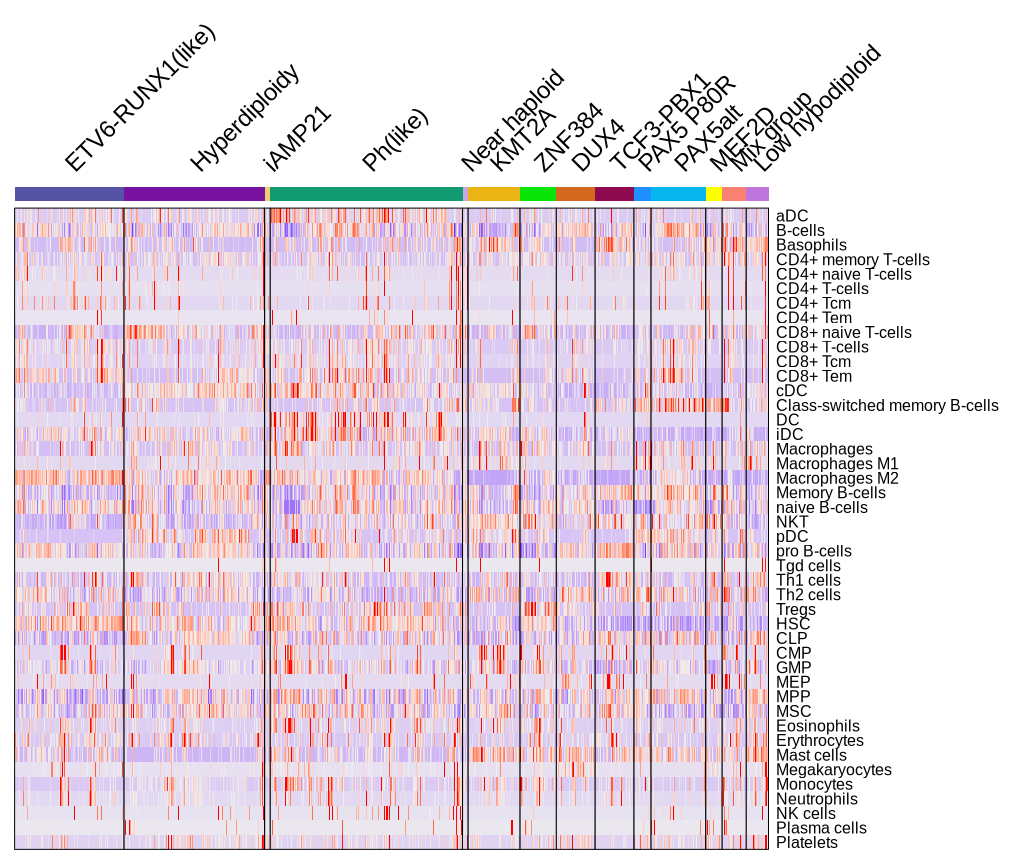 ETV6-RUNX1(like)
Hyperdiploidy
iAMP21
Ph(like)
Near haploid
KMT2A
ZNF384
DUX4
TCF3-PBX1
PAX5 P80R
PAX5alt
MEF2D
Mix group
Low hypodiploid
aDC
B-cells
Basophils
CD4+ memory T-cells
CD4+ naive T-cells
CD4+ T-cells
CD4+ Tcm
CD4+ Tem
CD8+ naive T-cells
CD8+ T-cells
CD8+ Tcm
CD8+ Tem
cDC
Class-switched memory B-cells
DC
iDC
Macrophages
Macrophages M1
Macrophages M2
Memory B-cells
naive B-cells
NKT
pDC
pro B-cells
Tgd cells
Th1 cells
Th2 cells
Tregs
HSC
CLP
CMP
GMP
MEP
MPP
MSC
Eosinophils
Erythrocytes
Mast cells
Megakaryocytes
Monocytes
Neutrophils
NK cells
Plasma cells
Platelets